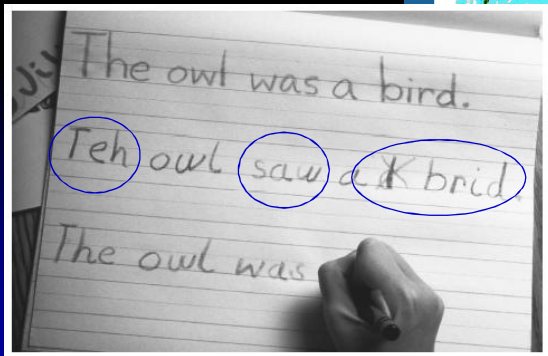 The owl was a bird.
Teh owl saw a brid.
The owl was